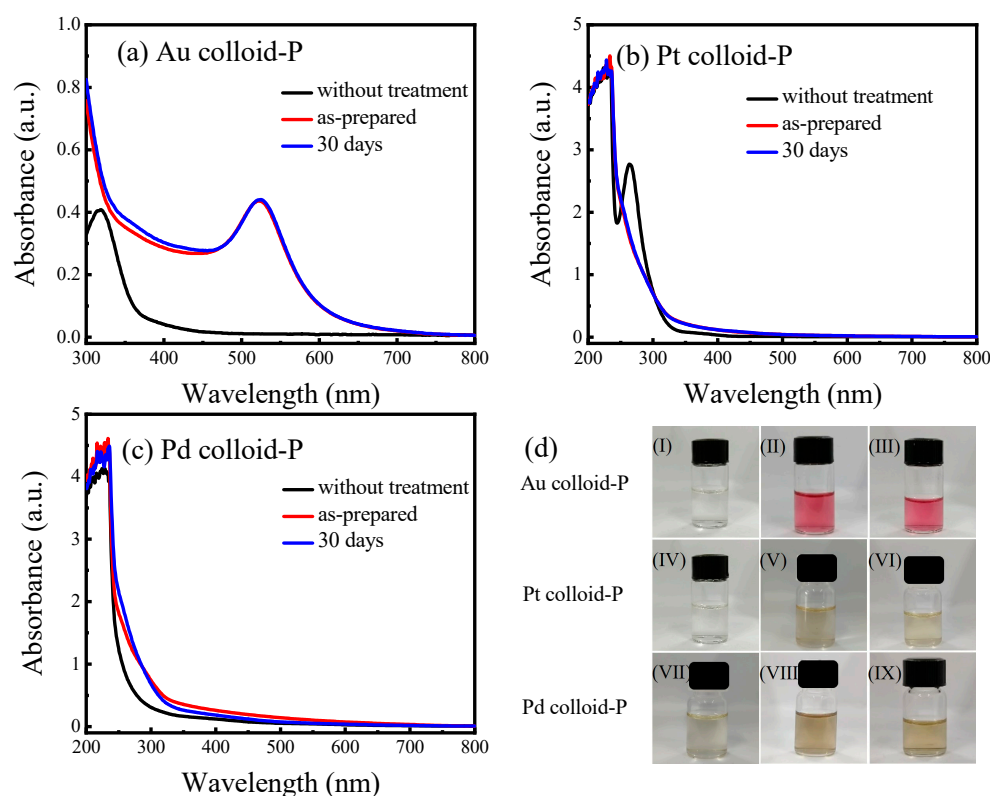 (a) Au colloid-P
without treatment
as-prepared
30 days
Absorbance (a.u.)
1.0
0.8
0.6
0.4
0.2
0.0
300 400 500 600 700 800
Wavelength (nm)
(b) Pt colloid-P
without treatment
as-prepared
30 days
Absorbance (a.u.)
5
4
3
2
1
0
200 300 400 500 600 700 800
Wavelength (nm)
(c) Pd colloid-P
without treatment
as-prepared
30 days
Absorbance (a.u.)
5
4
3
2
1
0
200 300 400 500 600 700 800
Wavelength (nm)
(d)
Au colloid-P
(I) (II) (III)
Pt colloid-P
(IV) (V) (VI)
Pd colloid-P
(VII) (VIII) (IX)